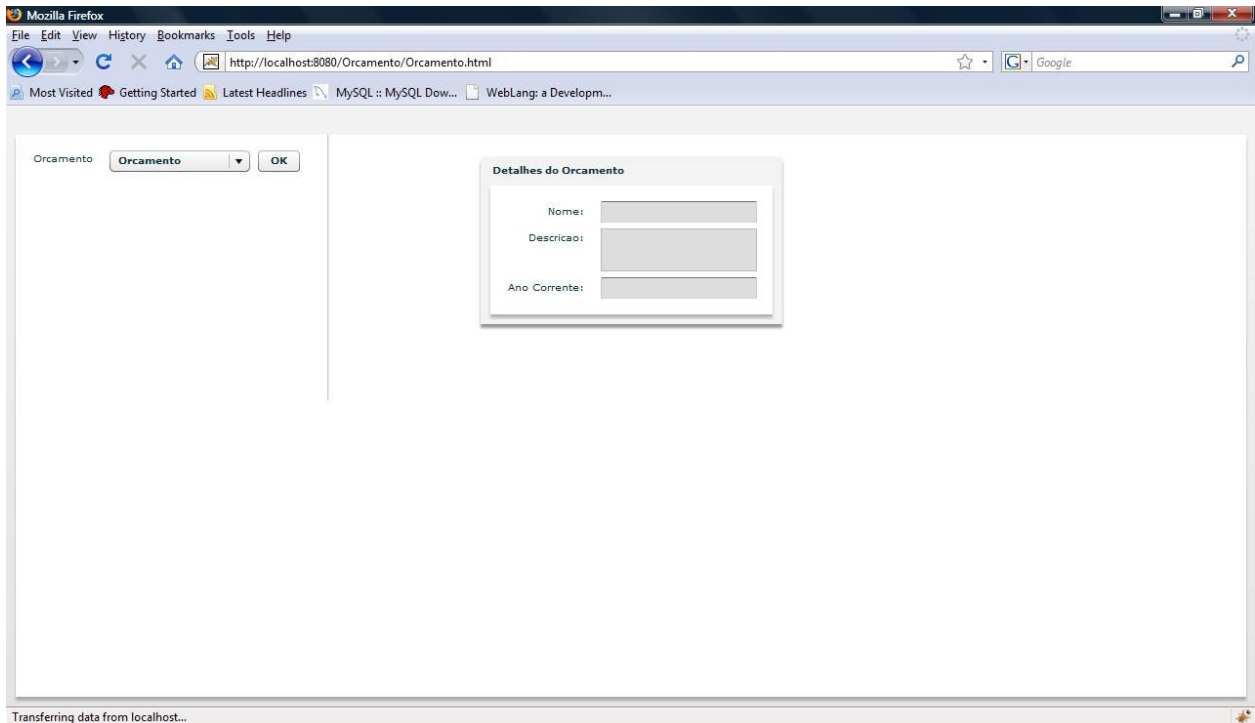 Mozilla Firefox
File Edit View History Bookmarks Tools Help
http://localhost:8080/Orcamento/Orcamento.html
G Google
Most Visited Getting Started Latest Headlines MySQL :: MySQL Dow... WebLang: a Developm...
Orcamento Orcamento OK
Detalhes do Orcamento
Nome:
Descricao:
Ano Corrente:
Transferring data from localhost...